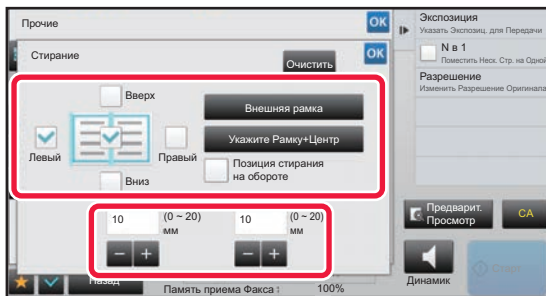 Прочие
OK
Экспозиция
Указать Экспозиц. для Передачи
Стирание
Очистить
OK
N в 1
Поместить Неск. Стр. на Одной
Разрешение
Изменить Разрешение Оригинала
Вверх
Внешняя рамка
Левый
Правый
Укажите Рамку+Центр
Позиция стирания
на обороте
Вниз
10
(0 ~ 20)
мм
10
(0 ~ 20)
мм
Предварит.
Просмотр
CA
Назад
Память приема Факса :
100%
Динамик
Старт